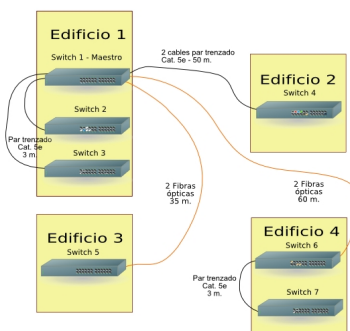 Edificio 1
Switch 1 - Maestro
Switch 2
Switch 3
Par trenzado
Cat. 5e
3 m.
2 cables par trenzado
Cat. 5e - 50 m.
Edificio 2
Switch 4
2 Fibras
ópticas
35 m.
2 Fibras
ópticas
60 m.
Edificio 3
Switch 5
Edificio 4
Switch 6
Par trenzado
Cat. 5e
3 m.
Switch 7